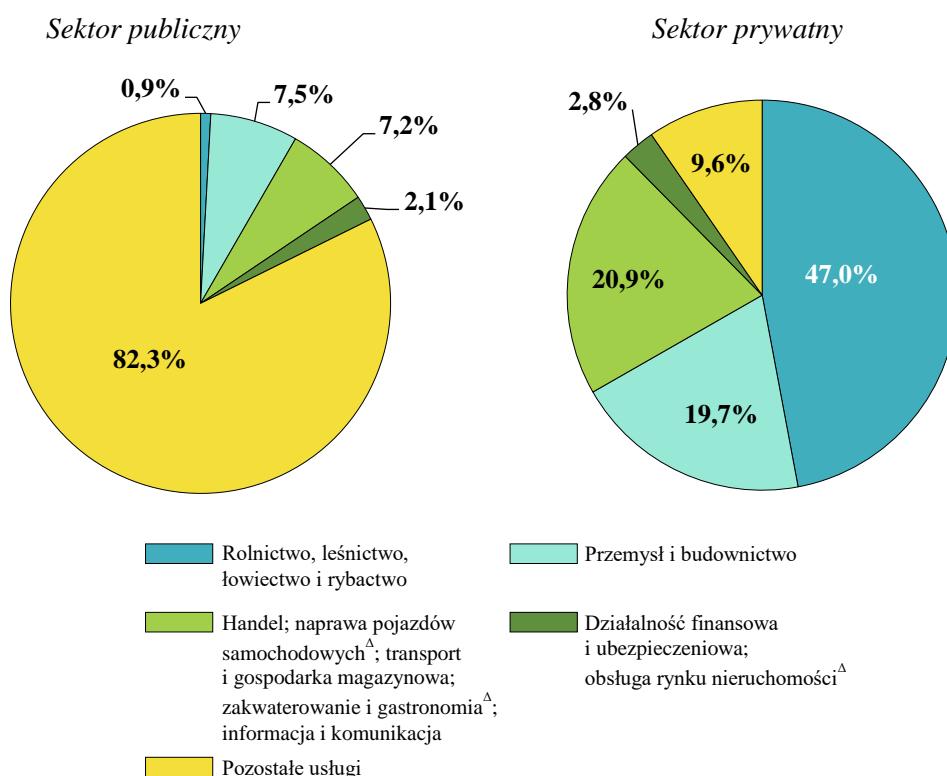 Sektor publiczny
Sektor prywatny
0,9%
7,5%
7,2%
2,1%
82,3%
2,8%
9,6%
47,0%
20,9%
19,7%
Rolnictwo, leśnictwo,
łowiectwo i rybactwo
Przemysł i budownictwo
Handel; naprawa pojazdów
samochodowych^Δ; transport
i gospodarka magazynowa;
zakwaterowanie i gastronomia^Δ;
informacja i komunikacja
Działalność finansowa
i ubezpieczeniowa;
obsługa rynku nieruchomości^Δ
Pozostałe usługi